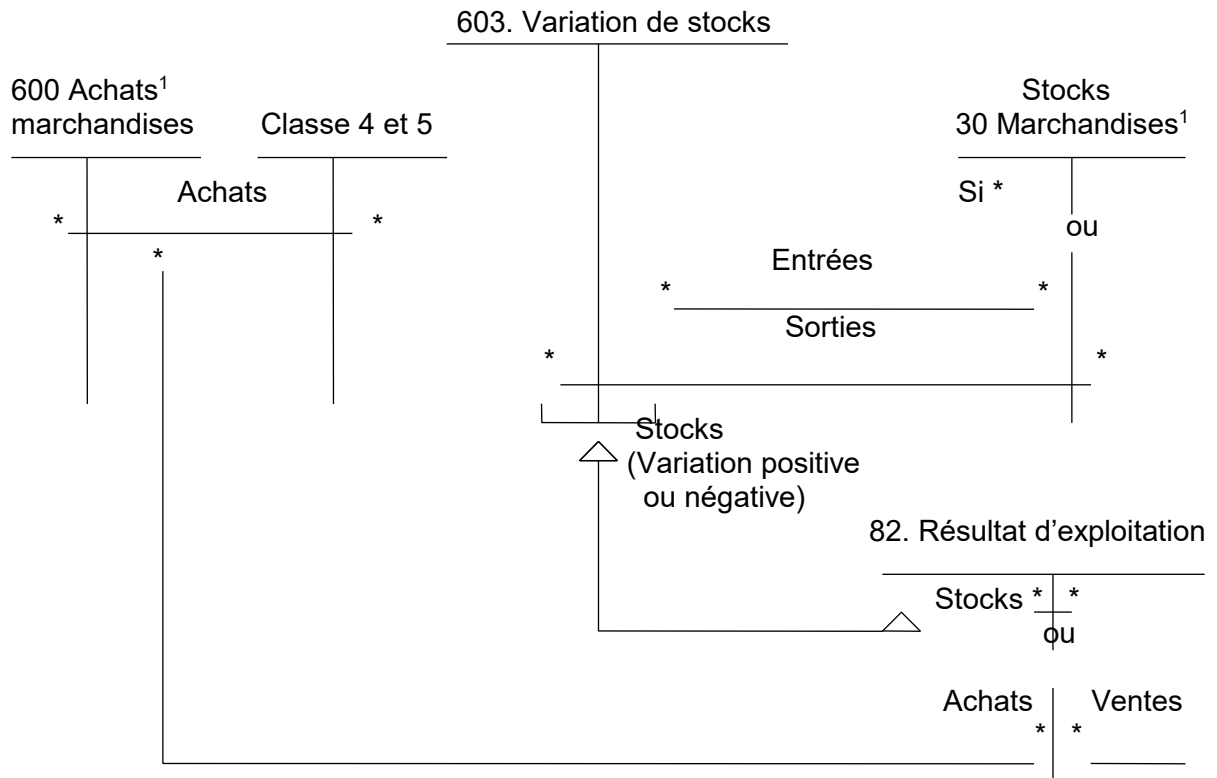 603. Variation de stocks
600 Achats¹
marchandises
Classe 4 et 5
Stocks
30 Marchandises¹
Achats
Si *
* *
ou
*
Entrées
* *
Sorties
* *
Stocks
(Variation positive
ou négative)
82. Résultat d’exploitation
Stocks * *
ou
Achats Ventes
* *